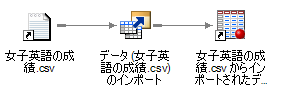 女子英語の成
績.csv
データ (女子英
語の成績.csv)
のインポート
女子英語の成
績.csv からイン
ポートされたデ...